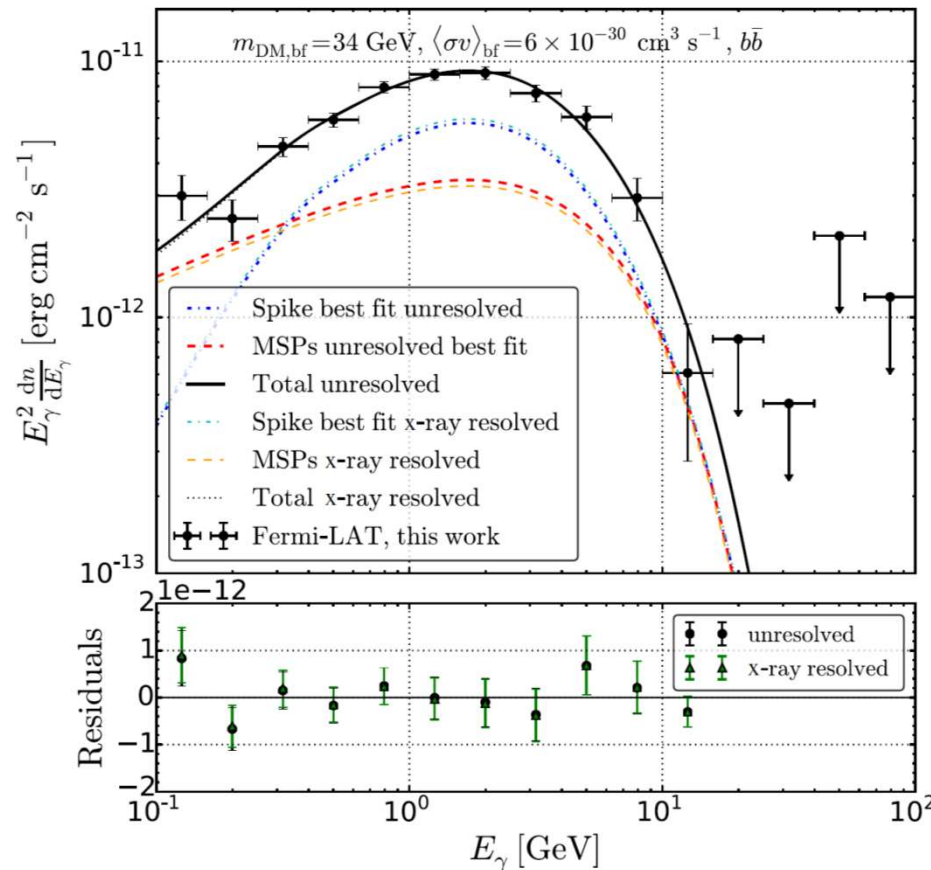 m_DM,bf = 34 GeV, ⟨σv⟩_bf = 6 × 10^-30 cm^3 s^-1, bb̄
10^-11
10^-12
10^-13
E_γ^2 dn/dE_γ [erg cm^-2 s^-1]
Spike best fit unresolved
MSPs unresolved best fit
Total unresolved
Spike best fit x-ray resolved
MSPs x-ray resolved
Total x-ray resolved
Fermi-LAT, this work
1e-12
2
1
0
−1
−2
Residuals
unresolved
x-ray resolved
10^-1
10^0
10^1
10^2
E_γ [GeV]